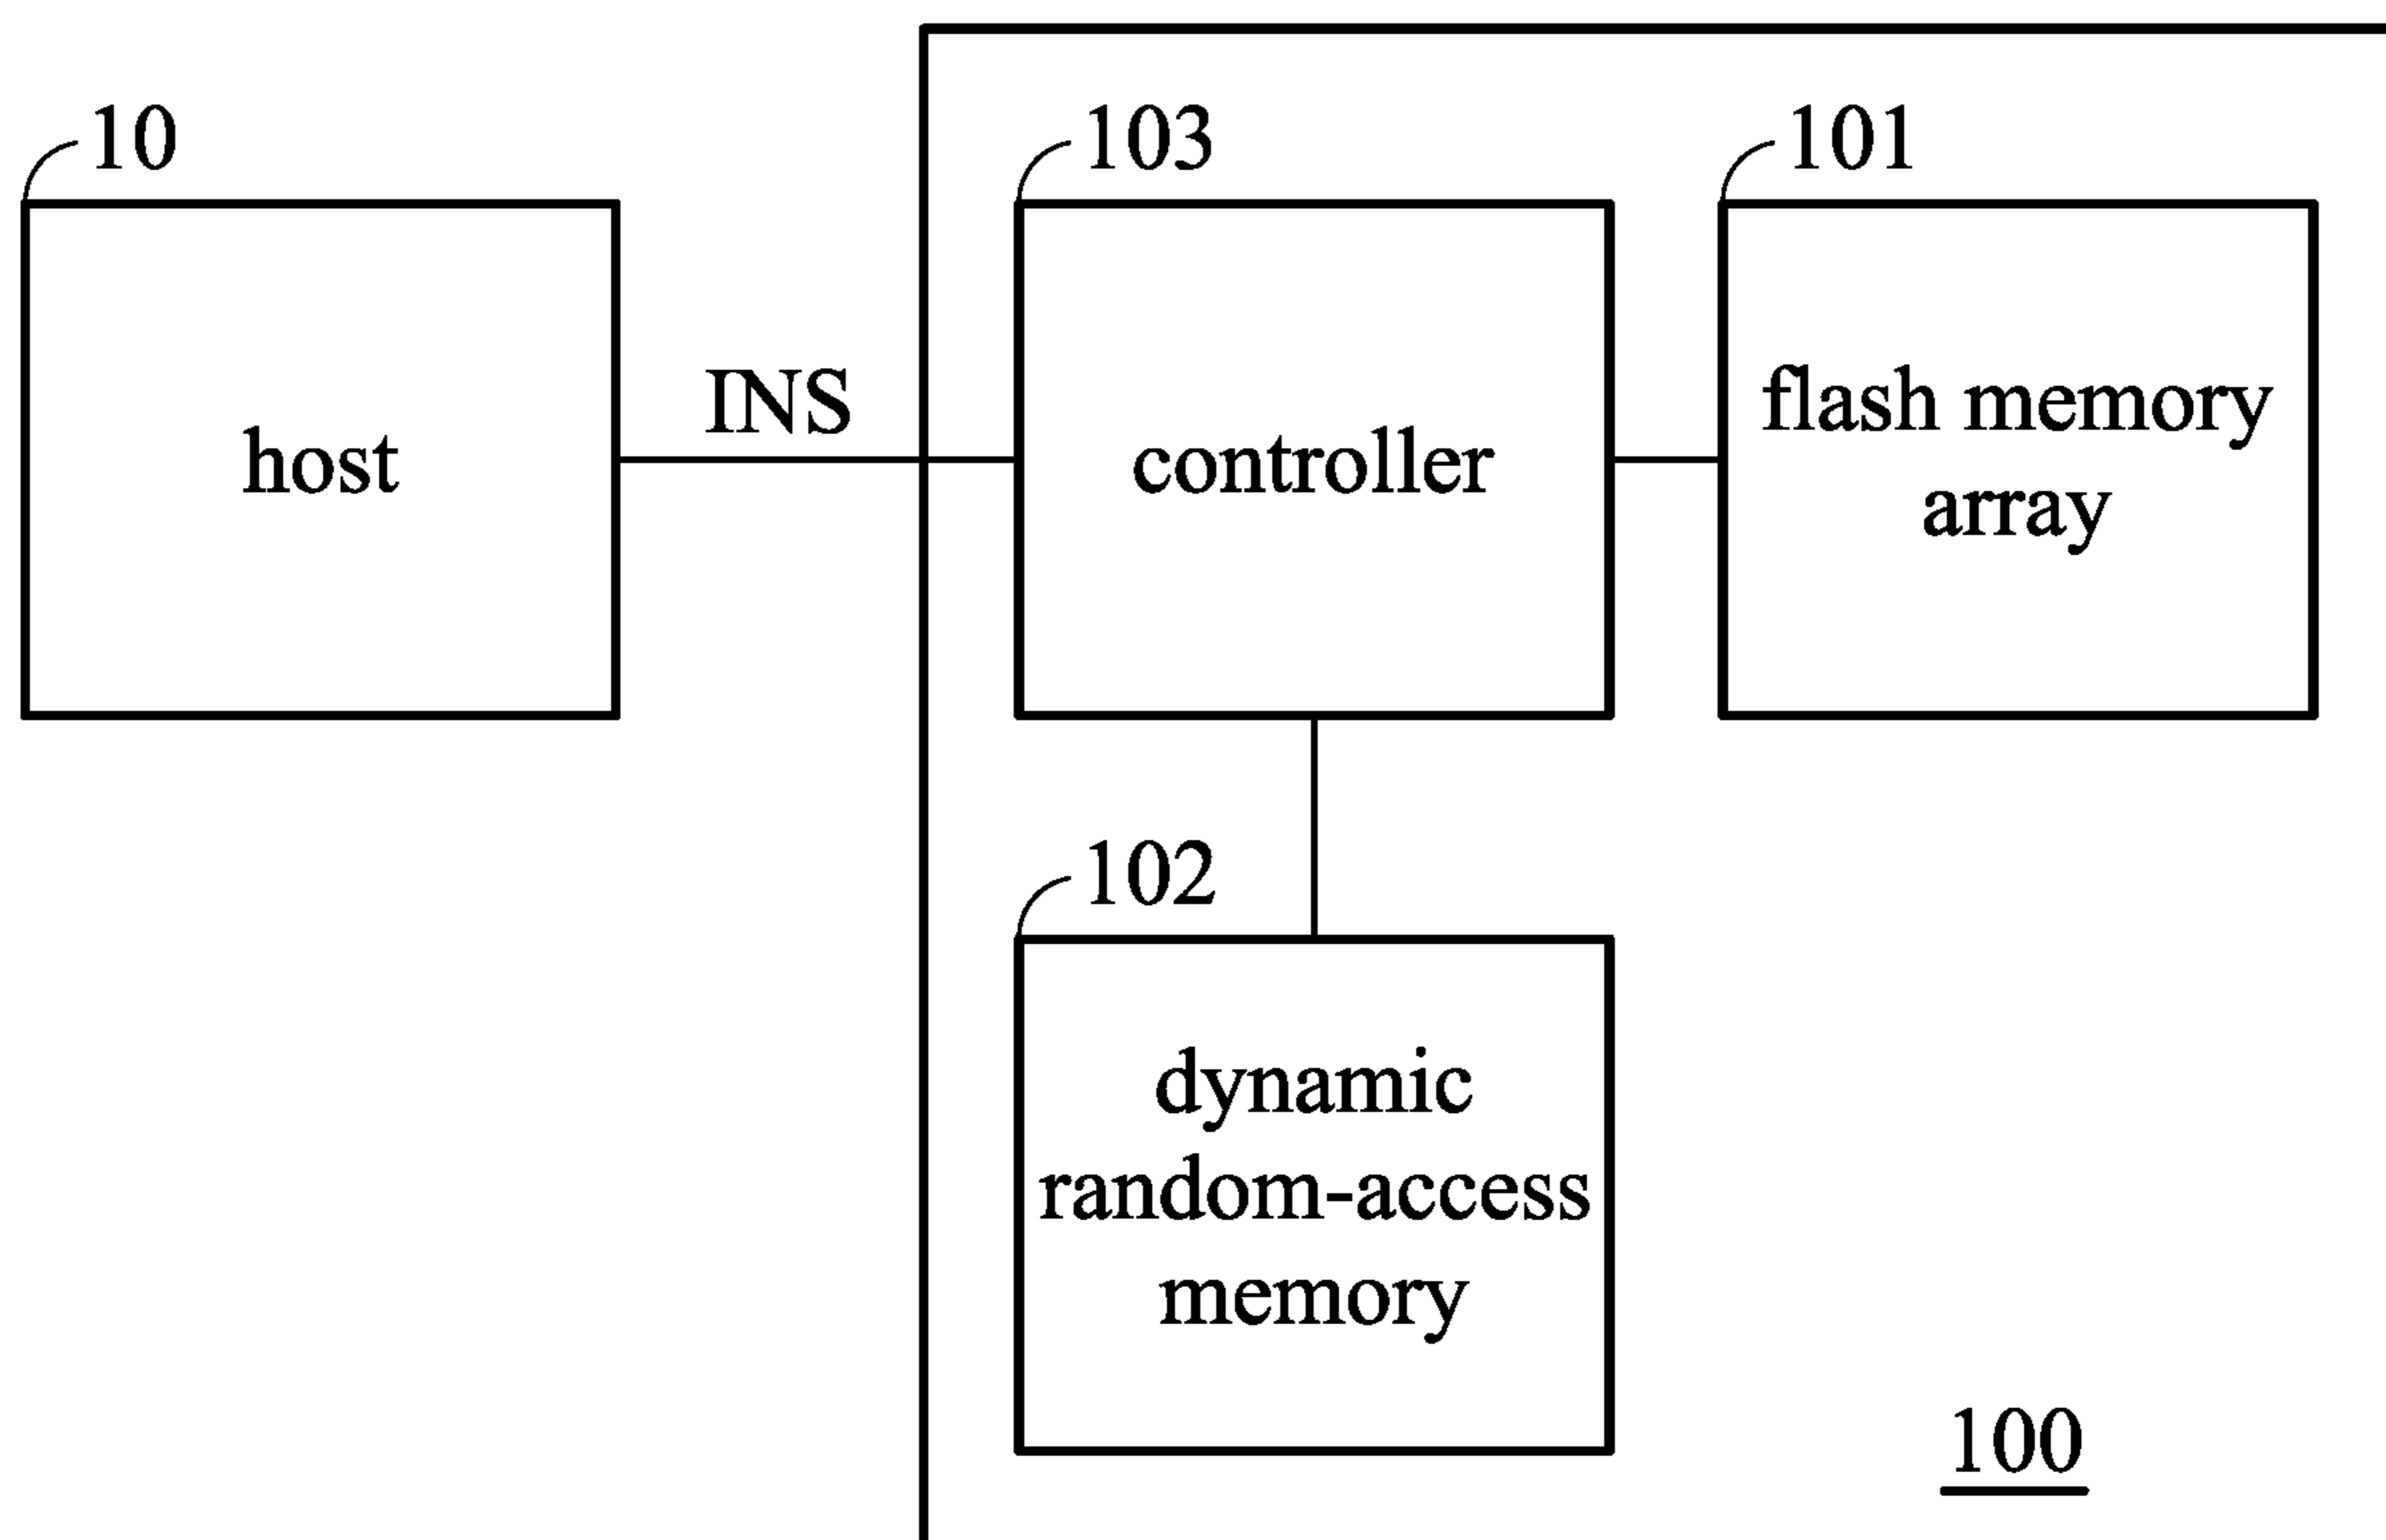 10
103
101
host
INS
controller
flash memory
array
102
dynamic
random-access
memory
100